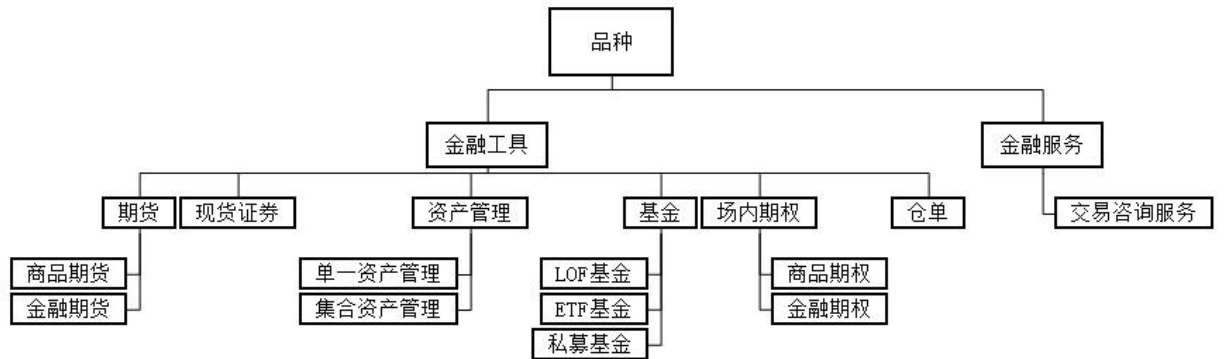 品种
金融工具
金融服务
期货
现货证券
资产管理
基金
场内期权
仓单
交易咨询服务
商品期货
单一资产管理
LOF基金
商品期权
金融期货
集合资产管理
ETF基金
金融期权
私募基金